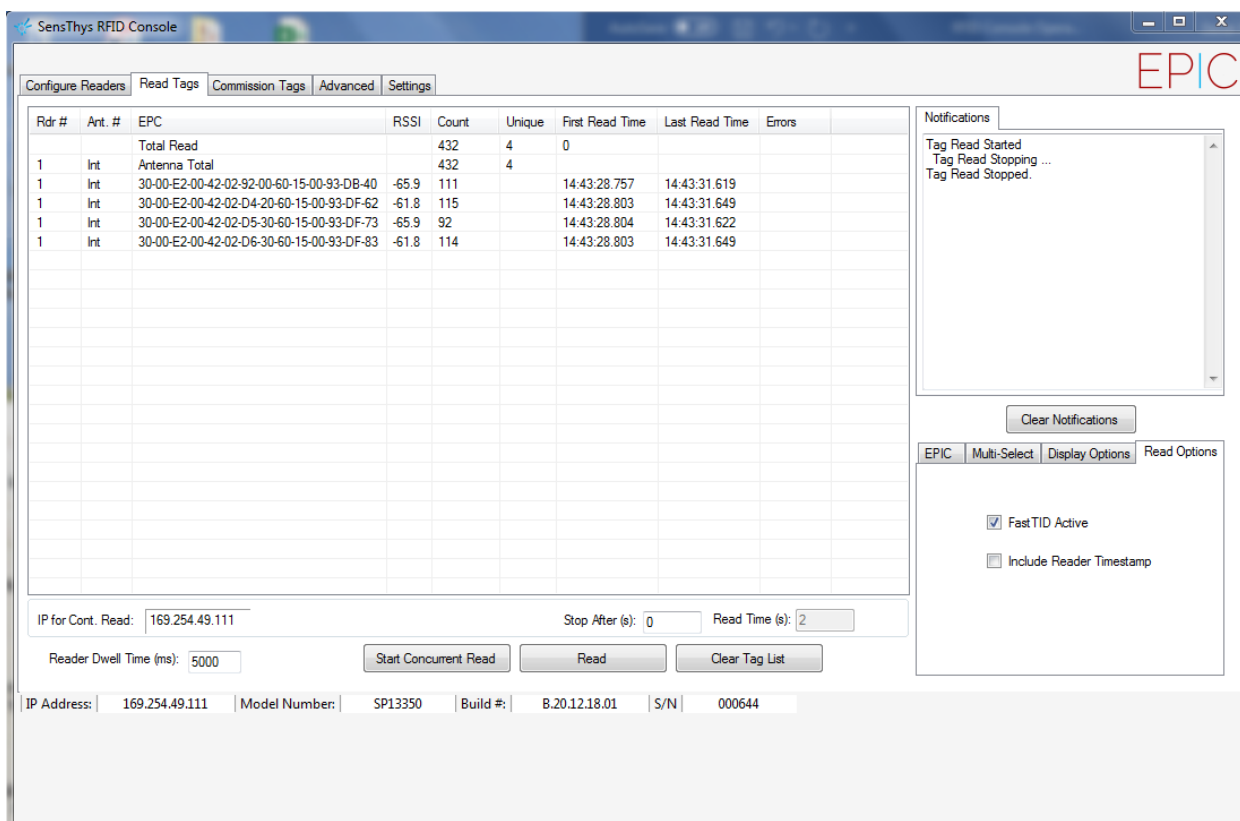 SensThys RFID Console
EPIC
Configure Readers Read Tags Commission Tags Advanced Settings
Rdr # Ant. # EPC RSSI Count Unique First Read Time Last Read Time Errors
Total Read 432 4 0
1 Int Antenna Total 432 4
1 Int 30-00-E2-00-42-02-92-00-60-15-00-93-DB-40 -65.9 111 14:43:28.757 14:43:31.619
1 Int 30-00-E2-00-42-02-D4-20-60-15-00-93-DF-62 -61.8 115 14:43:28.803 14:43:31.649
1 Int 30-00-E2-00-42-02-D5-30-60-15-00-93-DF-73 -65.9 92 14:43:28.804 14:43:31.622
1 Int 30-00-E2-00-42-02-D6-30-60-15-00-93-DF-83 -61.8 114 14:43:28.803 14:43:31.649
IP for Cont. Read: 169.254.49.111 Stop After (s): 0 Read Time (s): 2
Reader Dwell Time (ms): 5000 Start Concurrent Read Read Clear Tag List
Notifications
Tag Read Started
Tag Read Stopping ...
Tag Read Stopped.
Clear Notifications
EPIC Multi-Select Display Options Read Options
FastTID Active
Include Reader Timestamp
IP Address: 169.254.49.111 Model Number: SP13350 Build #: B.20.12.18.01 S/N 000644